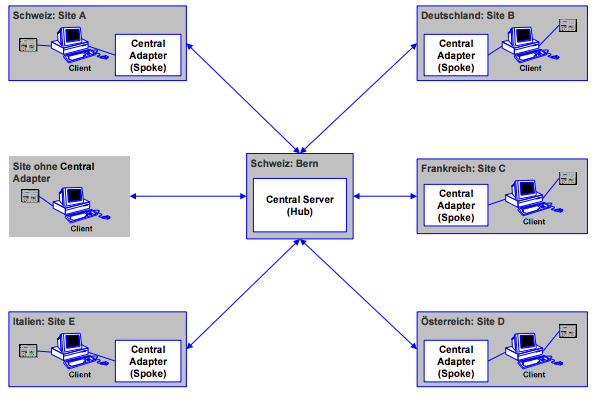 Schweiz: Site A
Central
Adapter
(Spoke)
Client
Deutschland: Site B
Central
Adapter
(Spoke)
Client
Site ohne Central
Adapter
Client
Schweiz: Bern
Central Server
(Hub)
Frankreich: Site C
Central
Adapter
(Spoke)
Client
Italien: Site E
Central
Adapter
(Spoke)
Client
Österreich: Site D
Central
Adapter
(Spoke)
Client